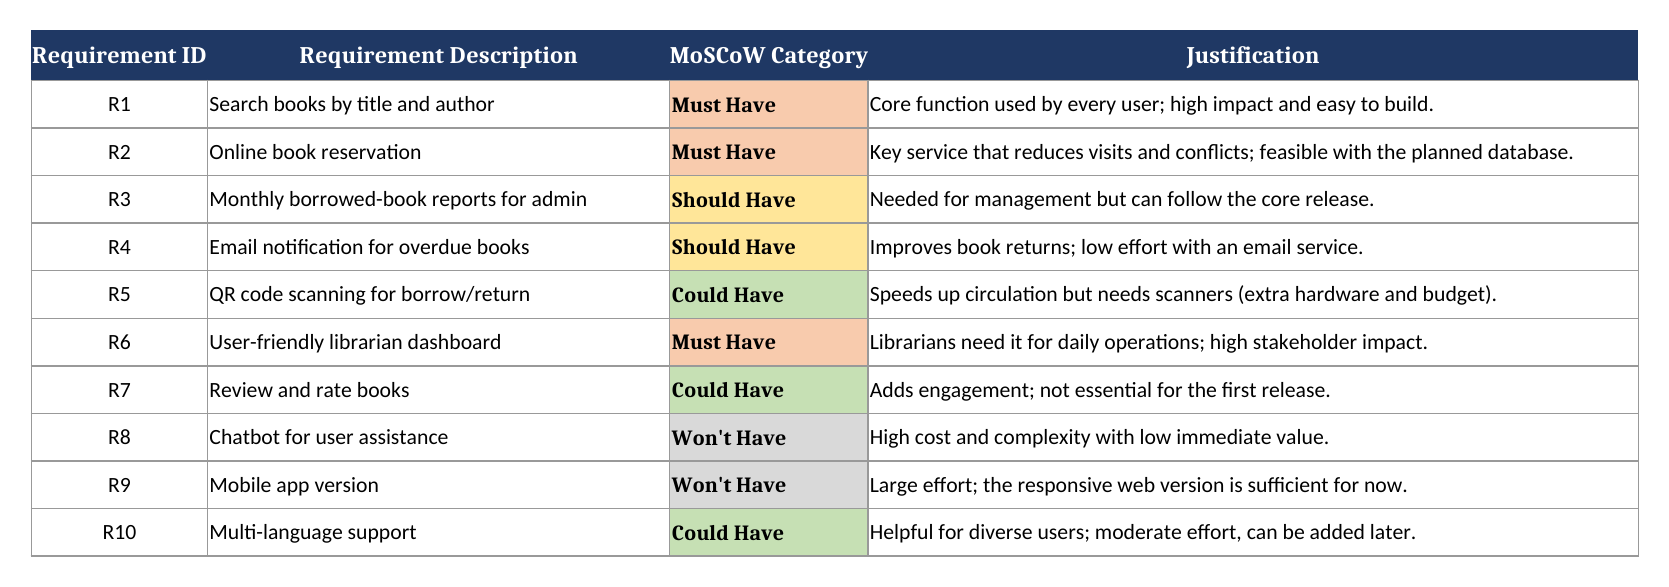 Requirement ID Requirement Description MoSCoW Category Justification
R1 Search books by title and author Must Have Core function used by every user; high impact and easy to build.
R2 Online book reservation Must Have Key service that reduces visits and conflicts; feasible with the planned database.
R3 Monthly borrowed-book reports for admin Should Have Needed for management but can follow the core release.
R4 Email notification for overdue books Should Have Improves book returns; low effort with an email service.
R5 QR code scanning for borrow/return Could Have Speeds up circulation but needs scanners (extra hardware and budget).
R6 User-friendly librarian dashboard Must Have Librarians need it for daily operations; high stakeholder impact.
R7 Review and rate books Could Have Adds engagement; not essential for the first release.
R8 Chatbot for user assistance Won't Have High cost and complexity with low immediate value.
R9 Mobile app version Won't Have Large effort; the responsive web version is sufficient for now.
R10 Multi-language support Could Have Helpful for diverse users; moderate effort, can be added later.